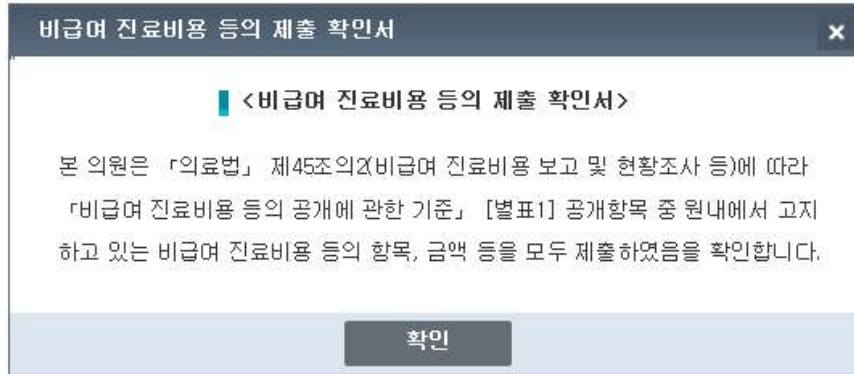 비급여 진료비용 등의 제출 확인서
<비급여 진료비용 등의 제출 확인서>
본 의원은 「의료법」 제45조의2(비급여 진료비용 보고 및 현황조사 등)에 따라
「비급여 진료비용 등의 공개에 관한 기준」 [별표1] 공개항목 중 원내에서 고지
하고 있는 비급여 진료비용 등의 항목, 금액 등을 모두 제출하였음을 확인합니다.
확인